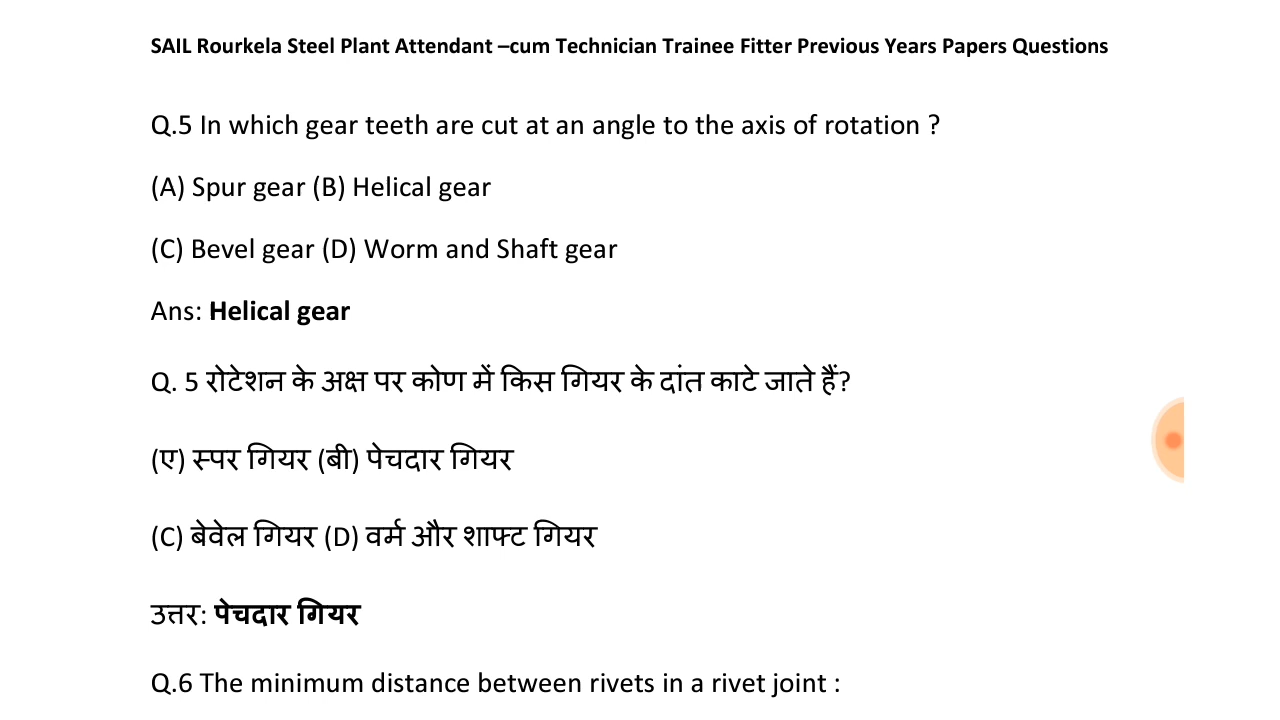 SAIL Rourkela Steel Plant Attendant –cum Technician Trainee Fitter Previous Years Papers Questions
Q.5 In which gear teeth are cut at an angle to the axis of rotation ?
(A) Spur gear (B) Helical gear
(C) Bevel gear (D) Worm and Shaft gear
Ans: Helical gear
Q. 5 रोटेशन के अक्ष पर कोण में किस गियर के दांत काटे जाते हैं?
(ए) स्पर गियर (बी) पेचदार गियर
(C) बेवेल गियर (D) वर्म और शाफ्ट गियर
उत्तर: पेचदार गियर
Q.6 The minimum distance between rivets in a rivet joint :